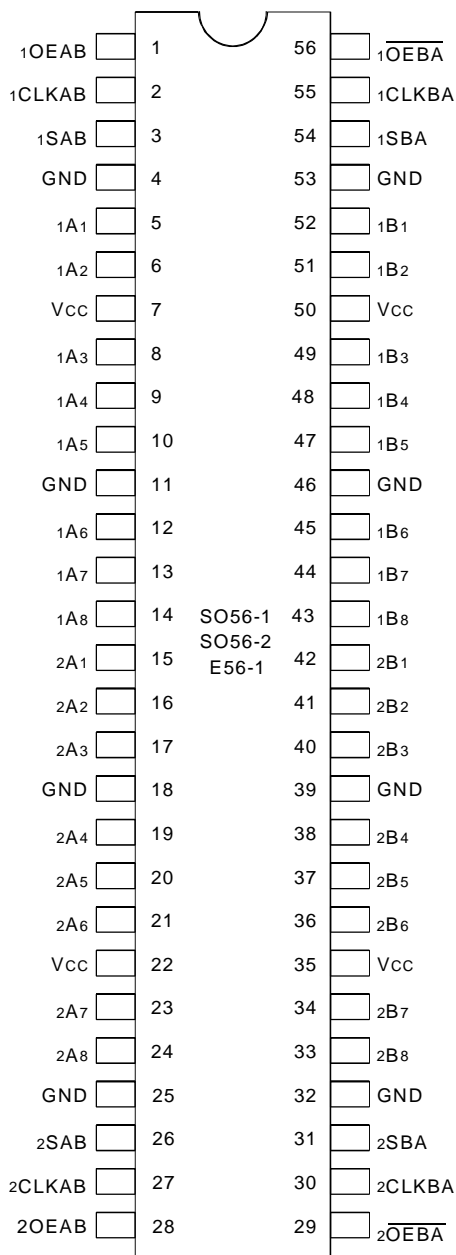 1OEAB 1 56 1OEBA
1CLKAB 2 55 1CLKBA
1SAB 3 54 1SBA
GND 4 53 GND
1A1 5 52 1B1
1A2 6 51 1B2
VCC 7 50 VCC
1A3 8 49 1B3
1A4 9 48 1B4
1A5 10 47 1B5
GND 11 46 GND
1A6 12 45 1B6
1A7 13 44 1B7
1A8 14 SO56-1 43 1B8
SO56-2
2A1 15 E56-1 42 2B1
2A2 16 41 2B2
2A3 17 40 2B3
GND 18 39 GND
2A4 19 38 2B4
2A5 20 37 2B5
2A6 21 36 2B6
VCC 22 35 VCC
2A7 23 34 2B7
2A8 24 33 2B8
GND 25 32 GND
2SAB 26 31 2SBA
2CLKAB 27 30 2CLKBA
2OEAB 28 29 2OEBA